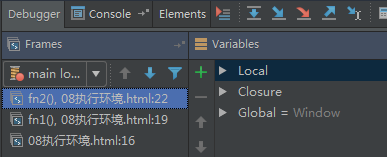 Debugger Console Elements
Frames Variables
main lo...
Local
fn2(), 08执行环境.html:22
Closure
fn1(), 08执行环境.html:19
Global = Window
08执行环境.html:16